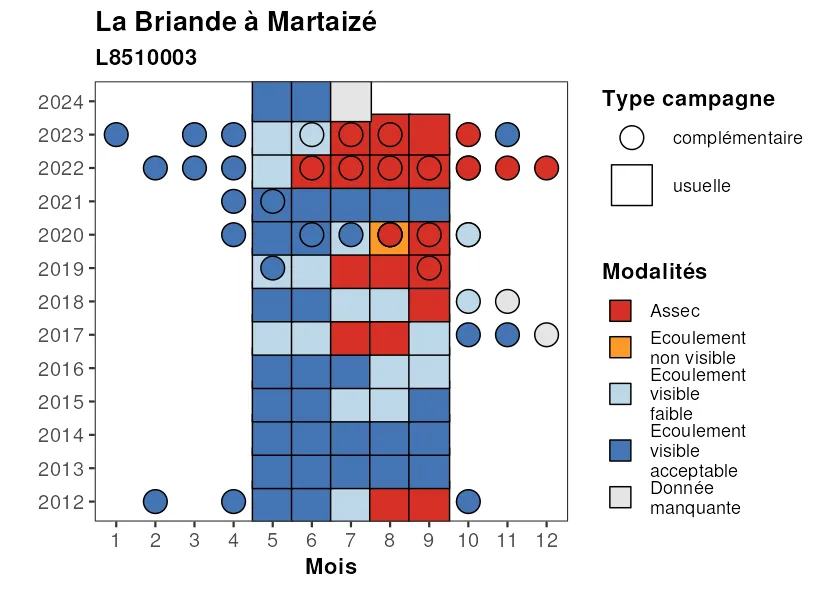 La Briande à Martaizé
L8510003
2024
2023
2022
2021
2020
2019
2018
2017
2016
2015
2014
2013
2012
1 2 3 4 5 6 7 8 9 10 11 12
Mois
Type campagne
complémentaire
usuelle
Modalités
Assec
Ecoulement
non visible
Ecoulement
visible
faible
Ecoulement
visible
acceptable
Donnée
manquante